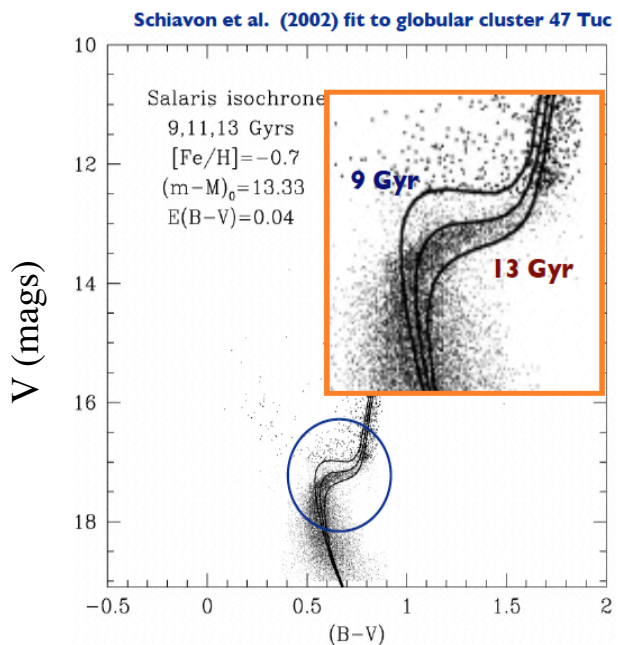 Schiavon et al. (2002) fit to globular cluster 47 Tuc
10
Salaris isochrone
9,11,13 Gyrs
[Fe/H]=−0.7
(m−M)₀=13.33
E(B−V)=0.04
9 Gyr
13 Gyr
12
14
16
18
V (mags)
−0.5
0
0.5
1
1.5
2
(B−V)